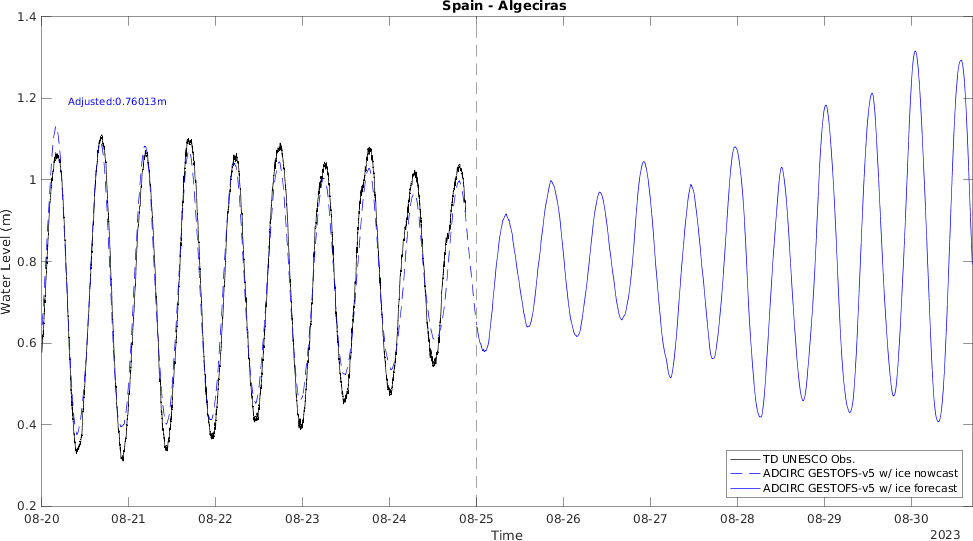 Spain - Algeciras
1.4
1.2
1
0.8
0.6
0.4
0.2
Water Level (m)
Adjusted:0.76013m
TD UNESCO Obs.
ADCIRC GESTOFS-v5 w/ ice nowcast
ADCIRC GESTOFS-v5 w/ ice forecast
08-20 08-21 08-22 08-23 08-24 08-25 08-26 08-27 08-28 08-29 08-30
Time
2023